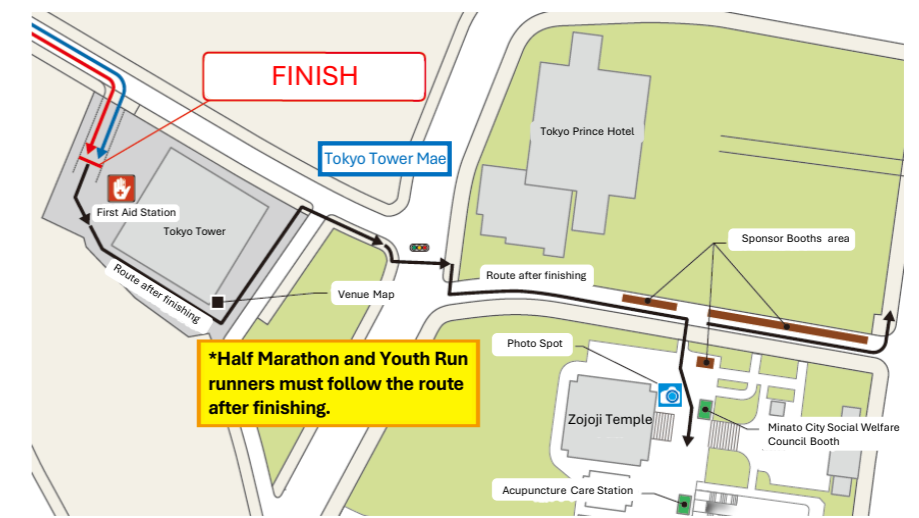 FINISH
Tokyo Tower Mae
Tokyo Prince Hotel
First Aid Station
Tokyo Tower
Sponsor Booths area
Route after finishing
Route after finishing
Venue Map
*Half Marathon and Youth Run
runners must follow the route
after finishing.
Photo Spot
Zojoji Temple
Minato City Social Welfare
Council Booth
Acupuncture Care Station